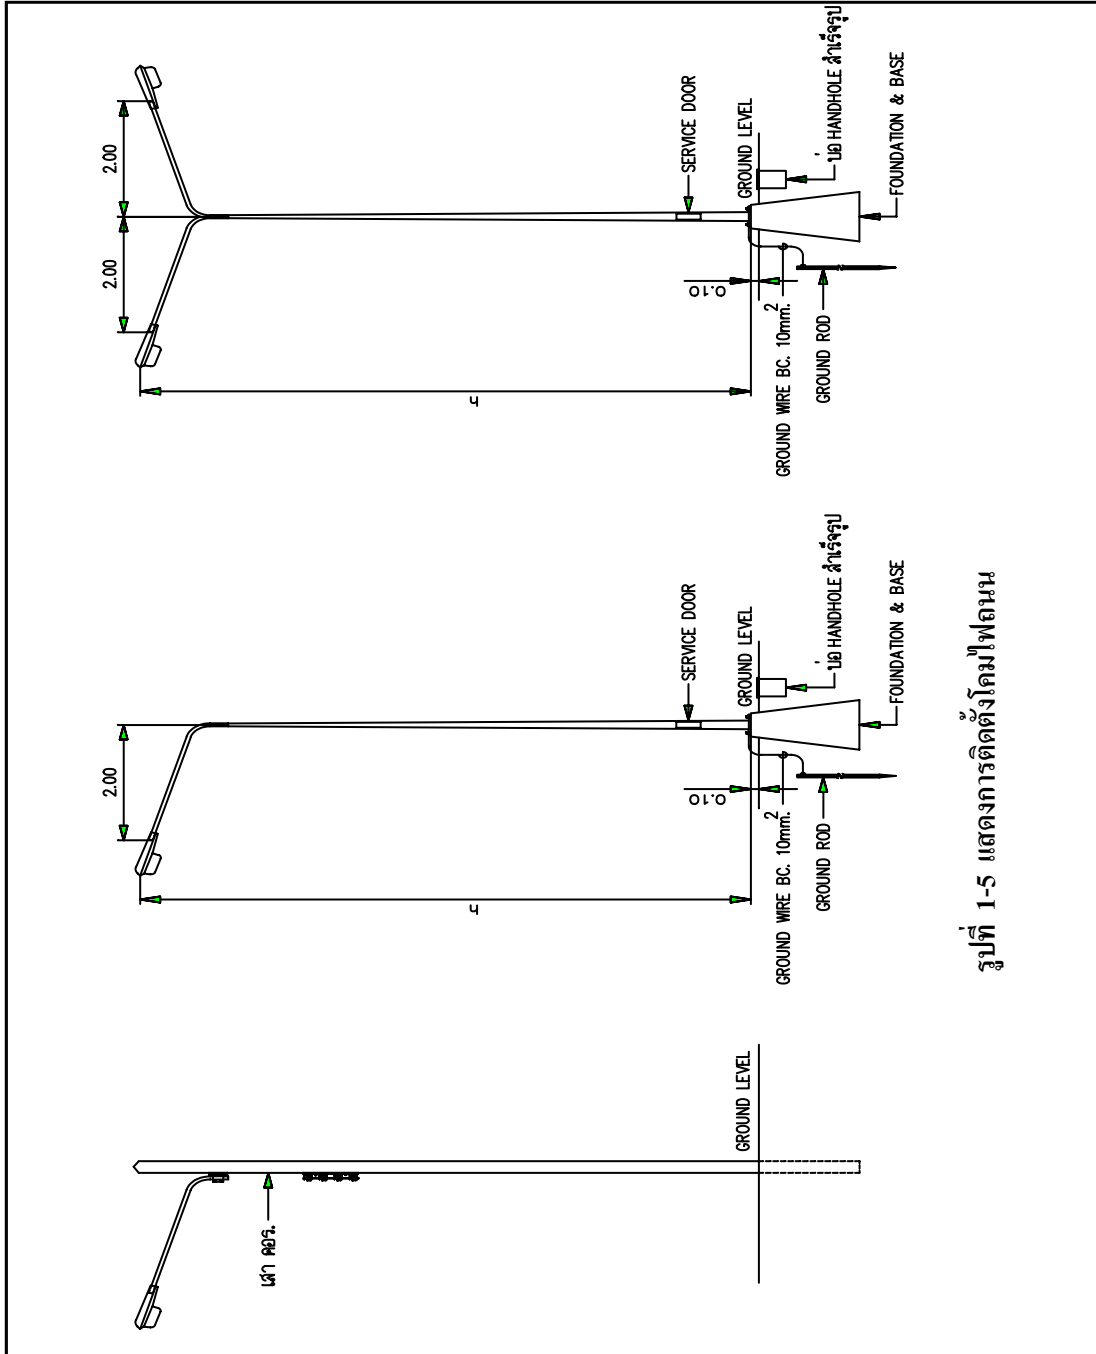 เสา คอร.
GROUND LEVEL
2.00
h
0.10
SERVICE DOOR
GROUND LEVEL
GROUND WIRE BC. 10mm.2
GROUND ROD
บ่อ HANDHOLE สำเร็จรูป
FOUNDATION & BASE
2.00
2.00
h
0.10
SERVICE DOOR
GROUND LEVEL
GROUND WIRE BC. 10mm.2
GROUND ROD
บ่อ HANDHOLE สำเร็จรูป
FOUNDATION & BASE
รูปที่ 1-5 แสดงการติดตั้งโคมไฟถนน